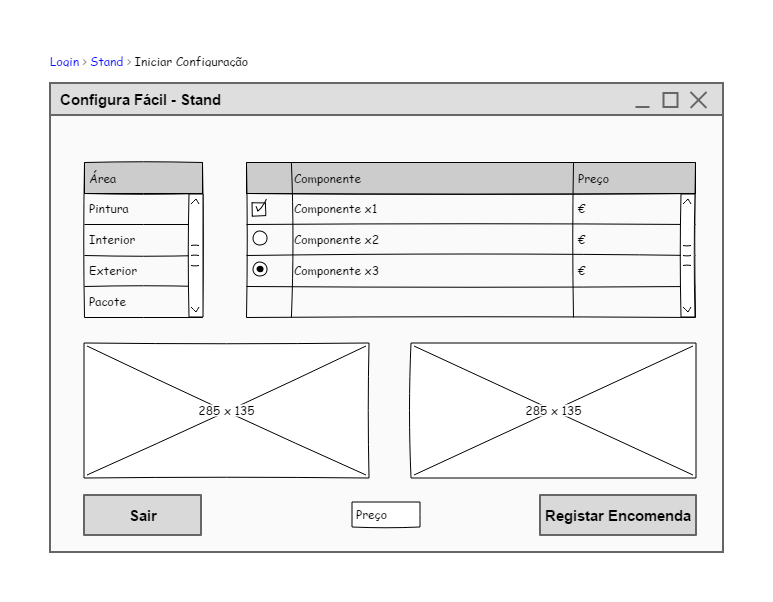 Login > Stand > Iniciar Configuração
Configura Fácil - Stand
Área
Pintura
Interior
Exterior
Pacote
Componente Preço
Componente x1 €
Componente x2 €
Componente x3 €
285 x 135
285 x 135
Sair
Preço
Registar Encomenda